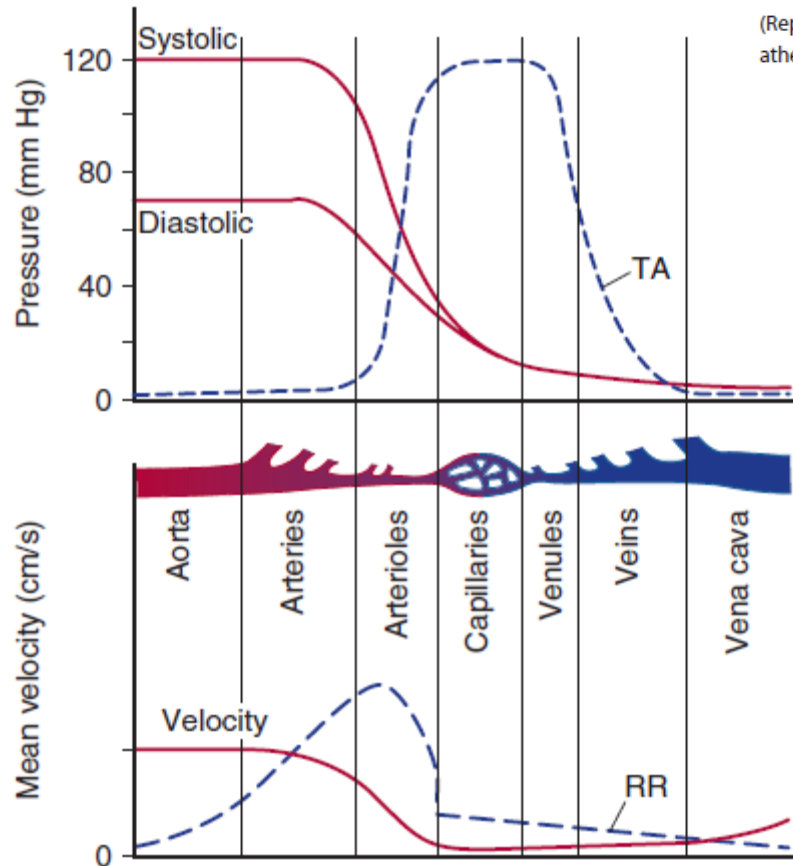 (Rep
athe
Systolic
120
80
Diastolic
40
0
Pressure (mm Hg)
TA
Aorta
Arteries
Arterioles
Capillaries
Venules
Veins
Vena cava
Mean velocity (cm/s)
Velocity
RR
0